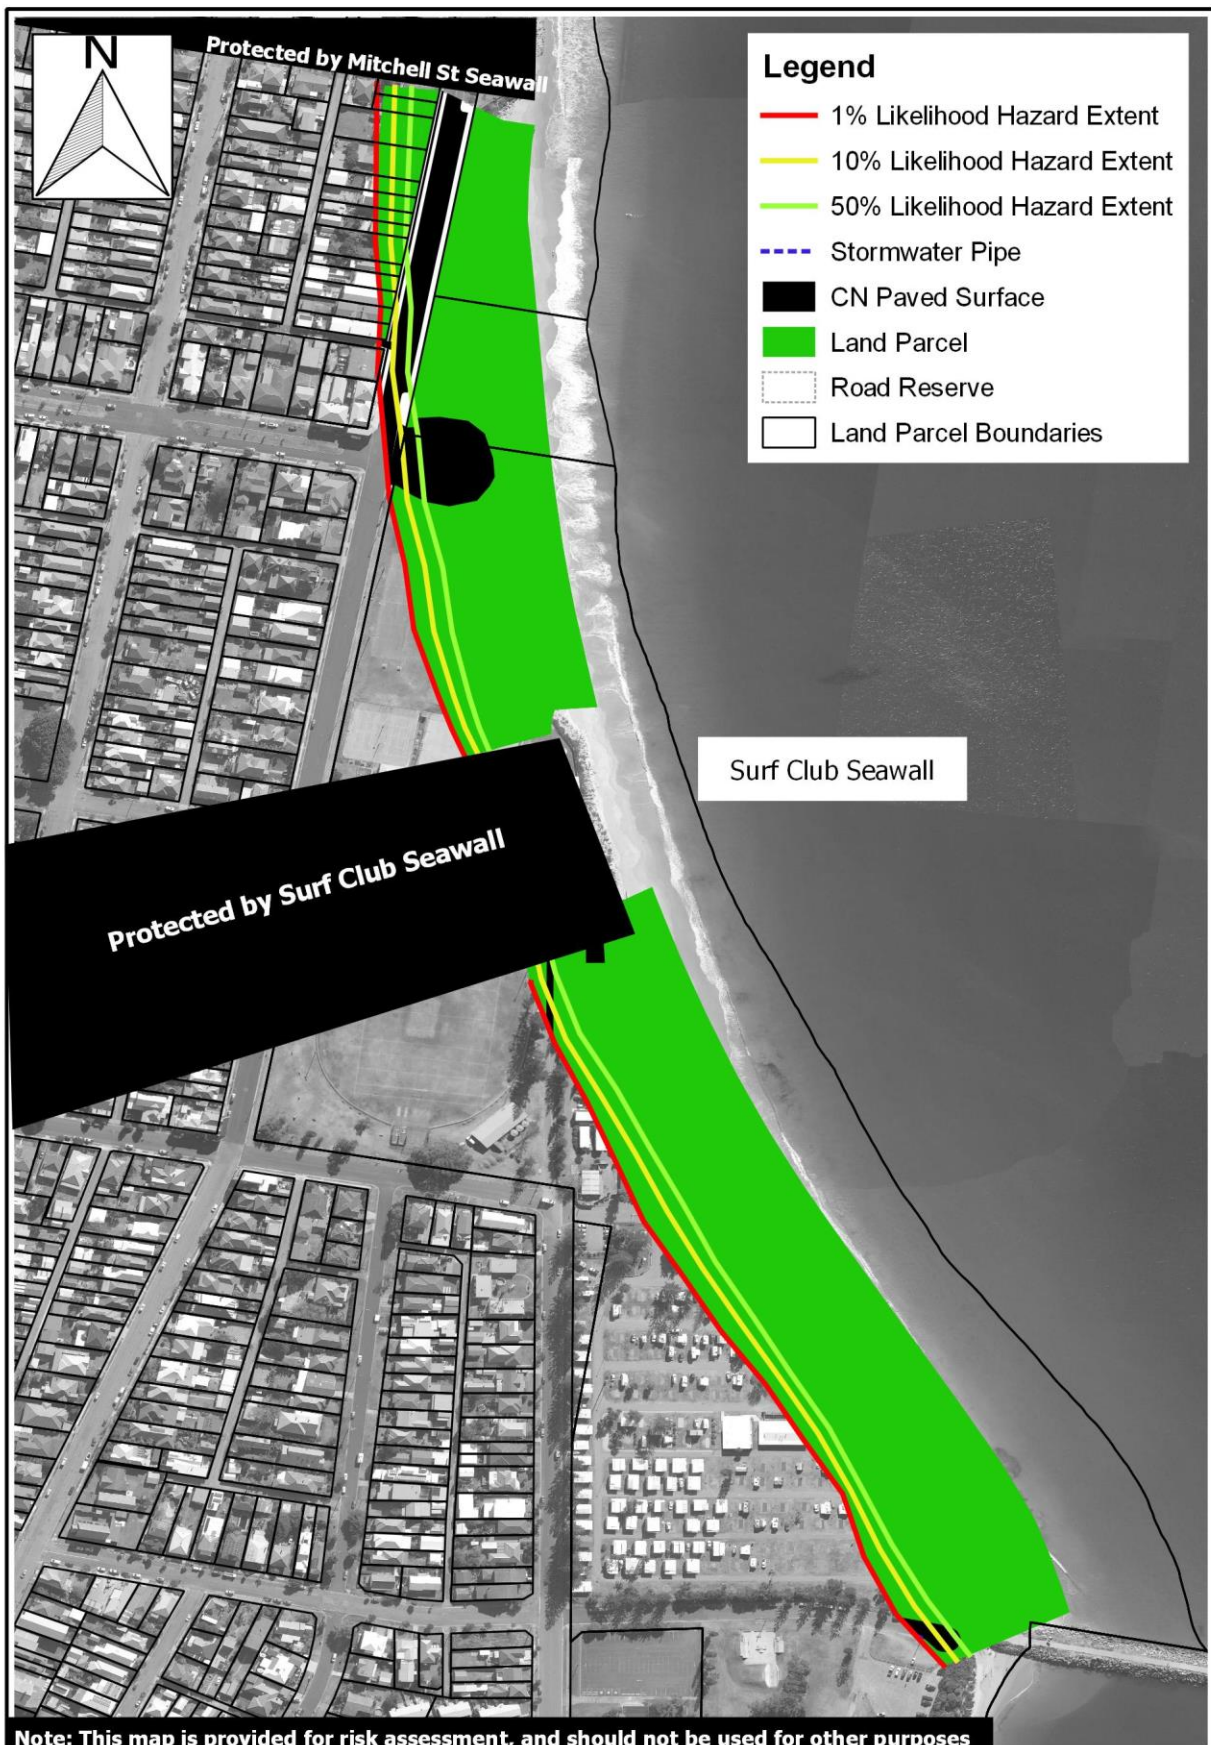 Protected by Mitchell St Seawall
N
Legend
1% Likelihood Hazard Extent
10% Likelihood Hazard Extent
50% Likelihood Hazard Extent
Stormwater Pipe
CN Paved Surface
Land Parcel
Road Reserve
Land Parcel Boundaries
Surf Club Seawall
Protected by Surf Club Seawall
Note: This map is provided for risk assessment, and should not be used for other purposes